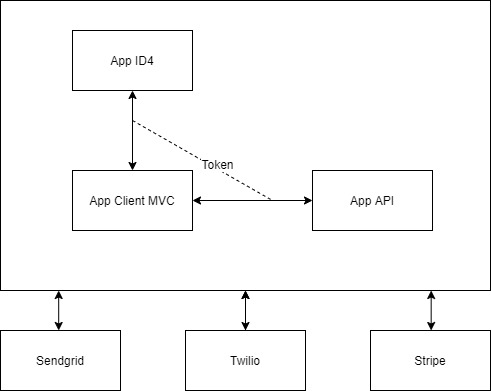 App ID4
Token
App Client MVC
App API
Sendgrid
Twilio
Stripe